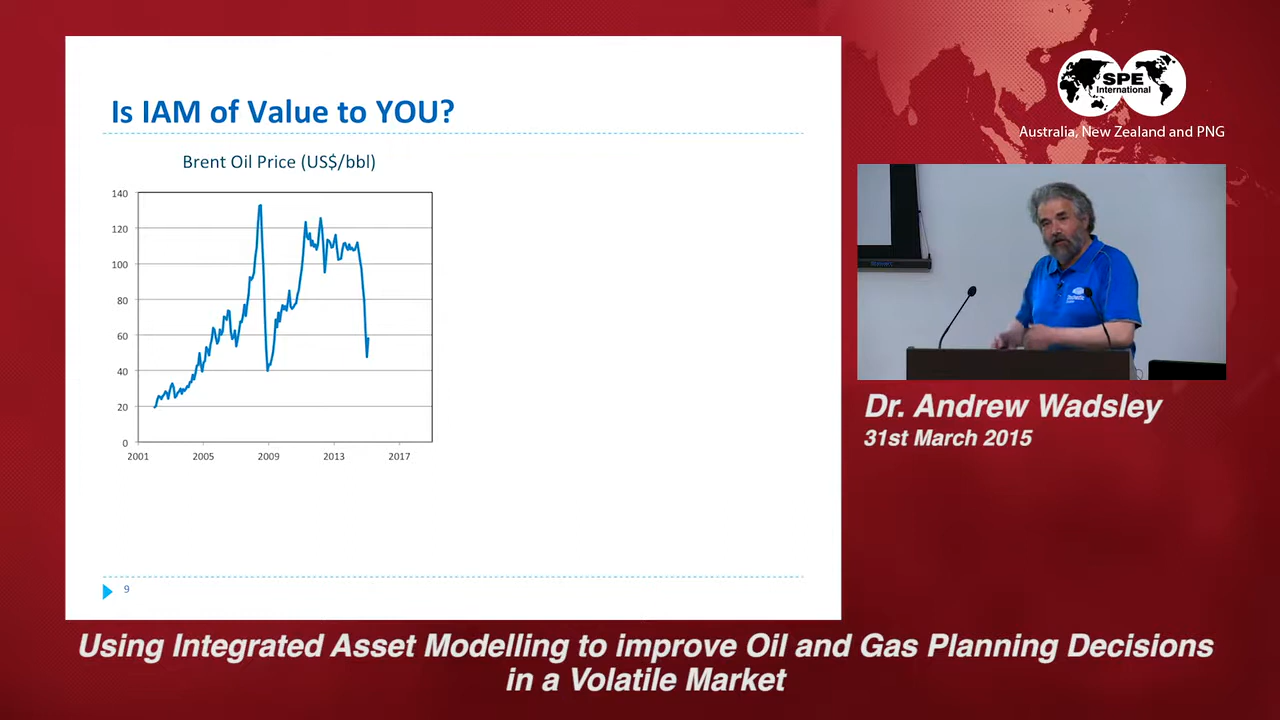 Is IAM of Value to YOU?
Brent Oil Price (US$/bbl)
140
120
100
80
60
40
20
0
2001 2005 2009 2013 2017
9
SPE
International
Australia, New Zealand and PNG
Dr. Andrew Wadsley
31st March 2015
Using Integrated Asset Modelling to improve Oil and Gas Planning Decisions
in a Volatile Market